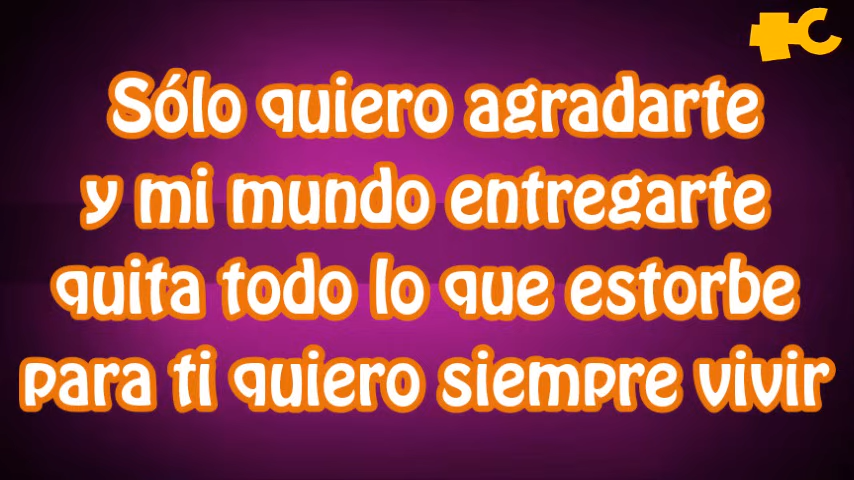 Sólo quiero agradarte
y mi mundo entregarte
quita todo lo que estorbe
para ti quiero siempre vivir